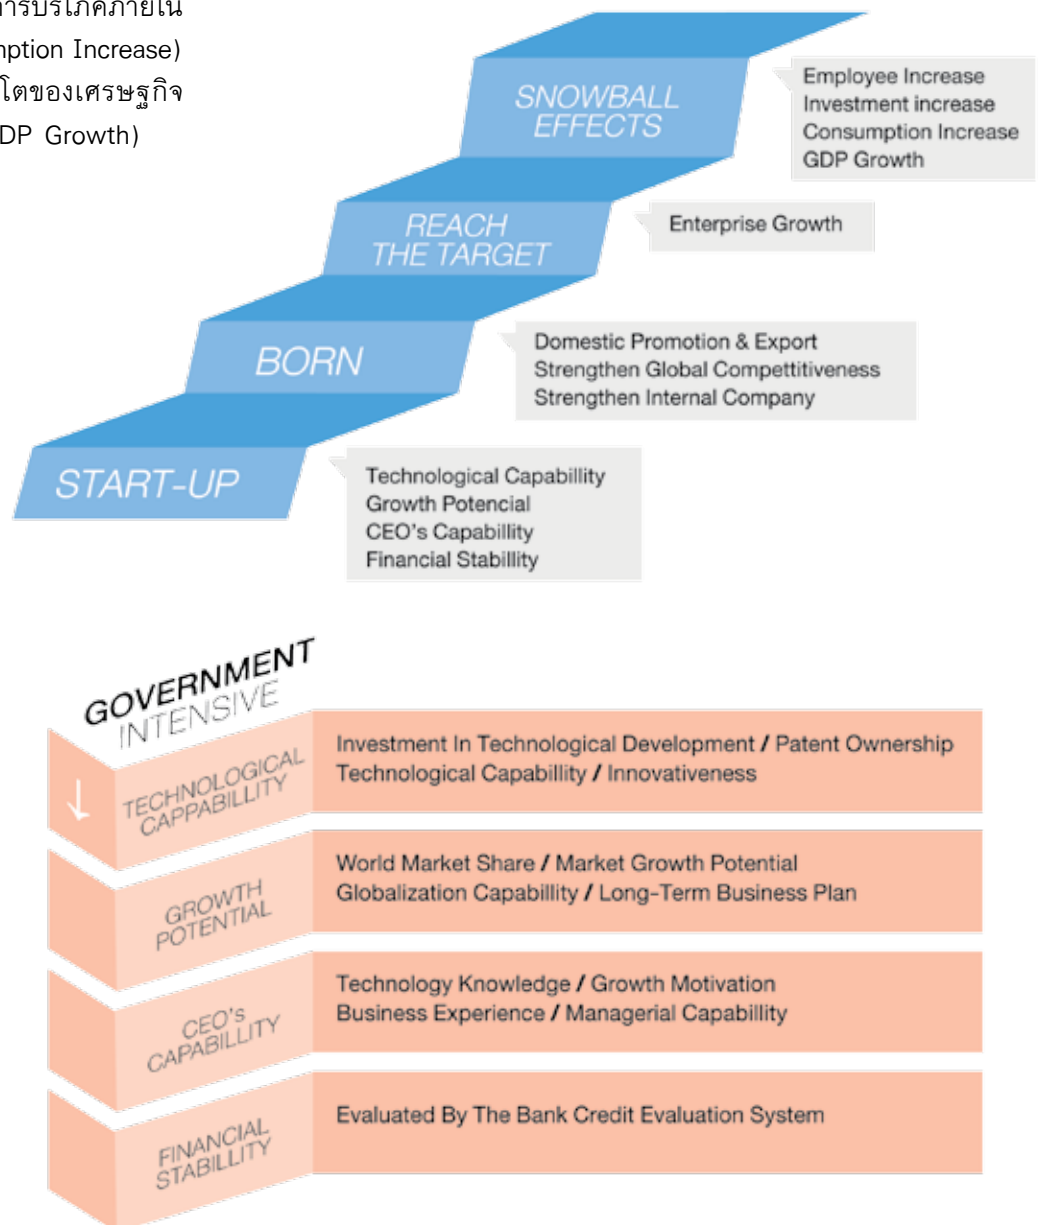 ารบริโภคภายใน
mption Increase)
โตของเศรษฐกิจ
DP Growth)
SNOWBALL
EFFECTS
Employee Increase
Investment increase
Consumption Increase
GDP Growth
REACH
THE TARGET
Enterprise Growth
BORN
Domestic Promotion & Export
Strengthen Global Compettitiveness
Strengthen Internal Company
START-UP
Technological Capabillity
Growth Potencial
CEO's Capabillity
Financial Stabillity
GOVERNMENT
INTENSIVE
TECHNOLOGICAL
CAPPABILLITY
Investment In Technological Development / Patent Ownership
Technological Capabillity / Innovativeness
GROWTH
POTENTIAL
World Market Share / Market Growth Potential
Globalization Capabillity / Long-Term Business Plan
CEO's
CAPABILLITY
Technology Knowledge / Growth Motivation
Business Experience / Managerial Capabillity
FINANCIAL
STABILLITY
Evaluated By The Bank Credit Evaluation System